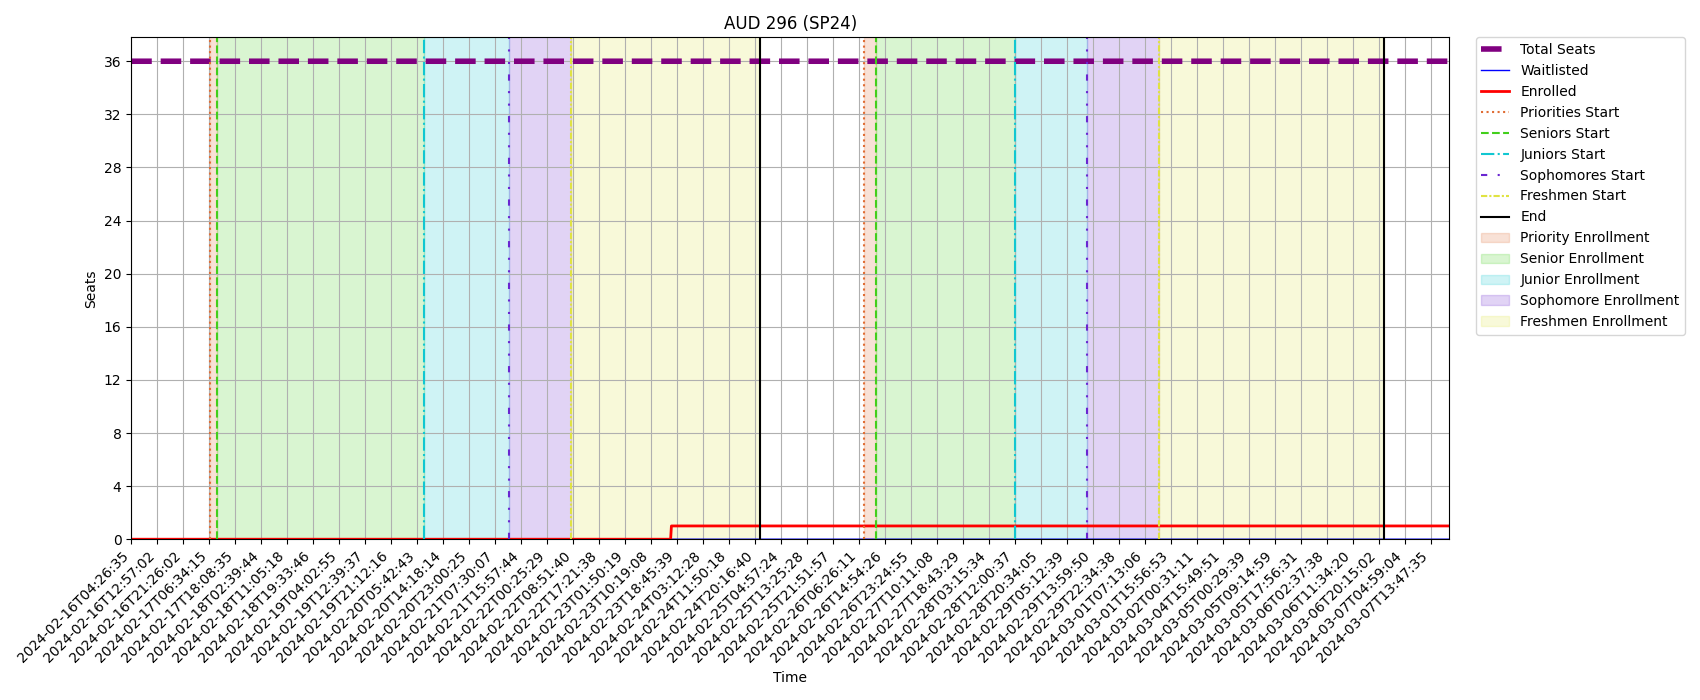 AUD 296 (SP24)
Seats
36
32
28
24
20
16
12
8
4
0
2024-02-16T04:26:35
2024-02-16T12:57:02
2024-02-16T21:26:02
2024-02-17T06:34:15
2024-02-17T18:08:35
2024-02-18T02:39:44
2024-02-18T11:05:18
2024-02-18T19:33:46
2024-02-19T04:02:55
2024-02-19T12:39:37
2024-02-19T21:12:16
2024-02-20T05:42:43
2024-02-20T14:18:14
2024-02-20T23:00:25
2024-02-21T07:30:07
2024-02-21T15:57:44
2024-02-22T00:25:29
2024-02-22T08:51:40
2024-02-22T17:21:38
2024-02-23T01:50:19
2024-02-23T10:19:08
2024-02-23T18:45:39
2024-02-24T03:12:28
2024-02-24T11:50:18
2024-02-24T20:16:40
2024-02-25T04:57:24
2024-02-25T13:25:28
2024-02-25T21:51:57
2024-02-26T06:26:11
2024-02-26T14:54:26
2024-02-26T23:24:55
2024-02-27T10:11:08
2024-02-27T18:43:29
2024-02-28T03:15:34
2024-02-28T12:00:37
2024-02-28T20:34:05
2024-02-29T05:12:39
2024-02-29T13:59:50
2024-02-29T22:34:38
2024-03-01T07:13:06
2024-03-01T15:56:53
2024-03-02T00:31:11
2024-03-04T15:49:51
2024-03-05T00:29:39
2024-03-05T09:14:59
2024-03-05T17:56:31
2024-03-06T02:37:38
2024-03-06T11:34:20
2024-03-06T20:15:02
2024-03-07T04:59:04
2024-03-07T13:47:35
Time
Total Seats
Waitlisted
Enrolled
Priorities Start
Seniors Start
Juniors Start
Sophomores Start
Freshmen Start
End
Priority Enrollment
Senior Enrollment
Junior Enrollment
Sophomore Enrollment
Freshmen Enrollment